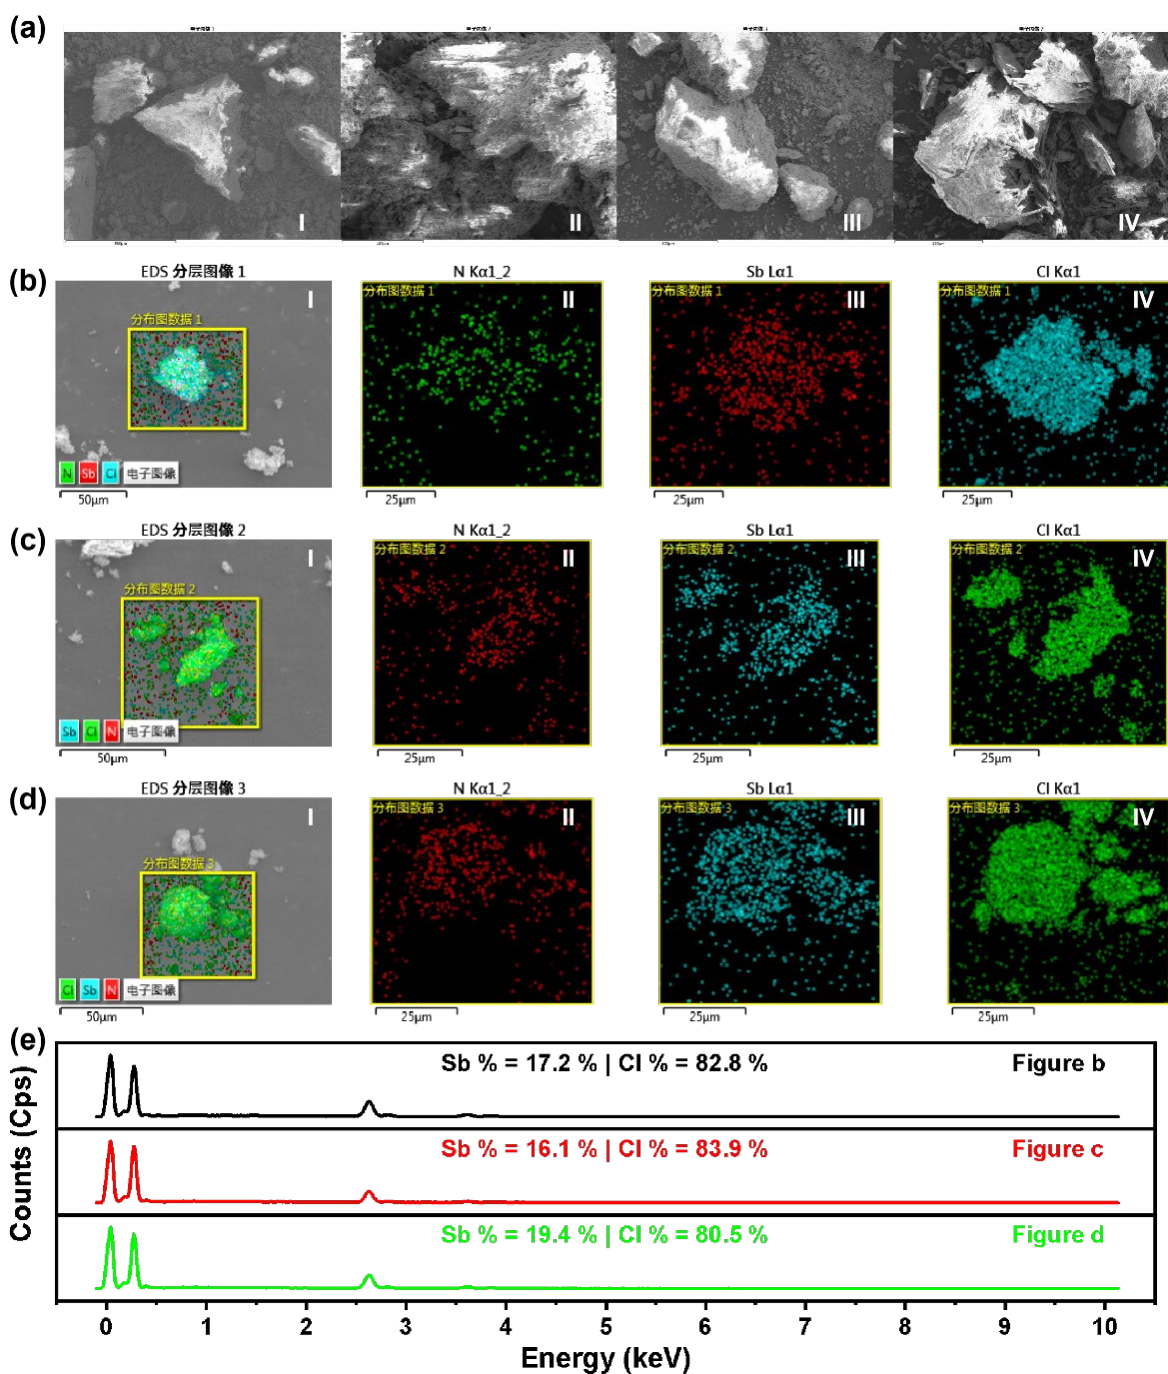 (a)
I
II
III
IV
(b)
EDS 分层图像 1
N Kα1_2
Sb Lα1
Cl Kα1
I
分布图数据 1
N Sb Cl 电子图像
50μm
分布图数据 1
II
25μm
分布图数据 1
III
25μm
分布图数据 1
IV
25μm
(c)
EDS 分层图像 2
N Kα1_2
Sb Lα1
Cl Kα1
I
分布图数据 2
Sb Cl N 电子图像
50μm
分布图数据 2
II
25μm
分布图数据 2
III
25μm
分布图数据 2
IV
25μm
(d)
EDS 分层图像 3
N Kα1_2
Sb Lα1
Cl Kα1
I
分布图数据 3
Cl Sb N 电子图像
50μm
分布图数据 3
II
25μm
分布图数据 3
III
25μm
分布图数据 3
IV
25μm
(e)
Counts (Cps)
Sb % = 17.2 % | Cl % = 82.8 %
Figure b
Sb % = 16.1 % | Cl % = 83.9 %
Figure c
Sb % = 19.4 % | Cl % = 80.5 %
Figure d
0 1 2 3 4 5 6 7 8 9 10
Energy (keV)